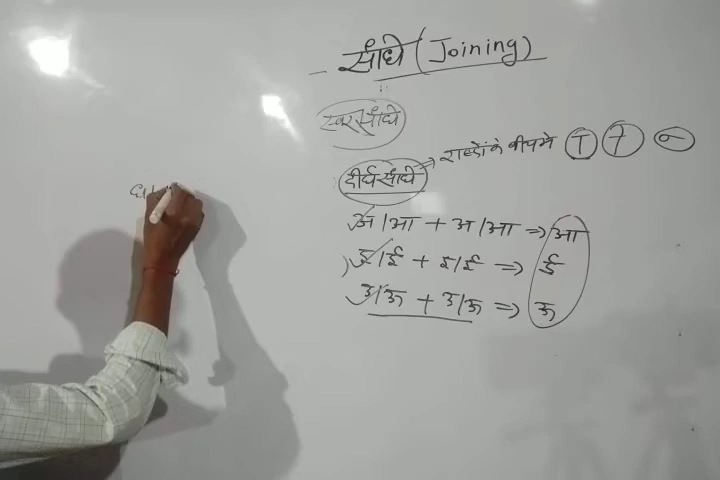 संधि (Joining)
स्वर संधि
दीर्घ संधि → शब्दों के बीच में ा ी ू
अ/आ + अ/आ ⇒ आ
इ/ई + इ/ई ⇒ ई
उ/ऊ + उ/ऊ ⇒ ऊ